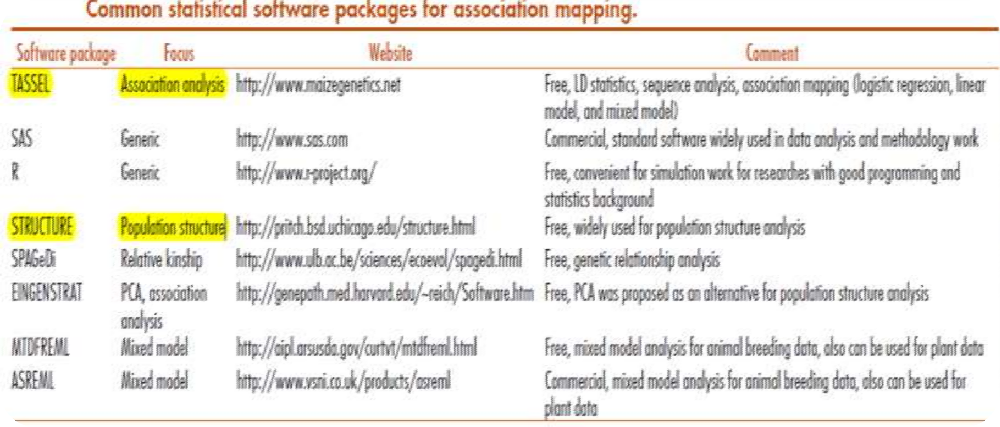 Common statistical software packages for association mapping.
Software package Focus Website Comment
TASSEL Association analysis http://www.maizegenetics.net Free, LD statistics, sequence analysis, association mapping (logistic regression, linear
model, and mixed model)
SAS Generic http://www.sas.com Commercial, standard software widely used in data analysis and methodology work
R Generic http://www.r-project.org/ Free, convenient for simulation work for researches with good programming and
statistics background
STRUCTURE Population structure http://pritch.bsd.uchicago.edu/structure.html Free, widely used for population structure analysis
SPAGeDi Relative kinship http://www.ulb.ac.be/sciences/ecoevol/spagedi.html Free, genetic relationship analysis
EINGENSTRAT PCA, association http://genepath.med.harvard.edu/~reich/Software.htm Free, PCA was proposed as an alternative for population structure analysis
analysis
MTDFREML Mixed model http://aipl.arsusda.gov/curtvt/mtdfreml.html Free, mixed model analysis for animal breeding data, also can be used for plant data
ASREML Mixed model http://www.vsni.co.uk/products/asreml Commercial, mixed model analysis for animal breeding data, also can be used for
plant data